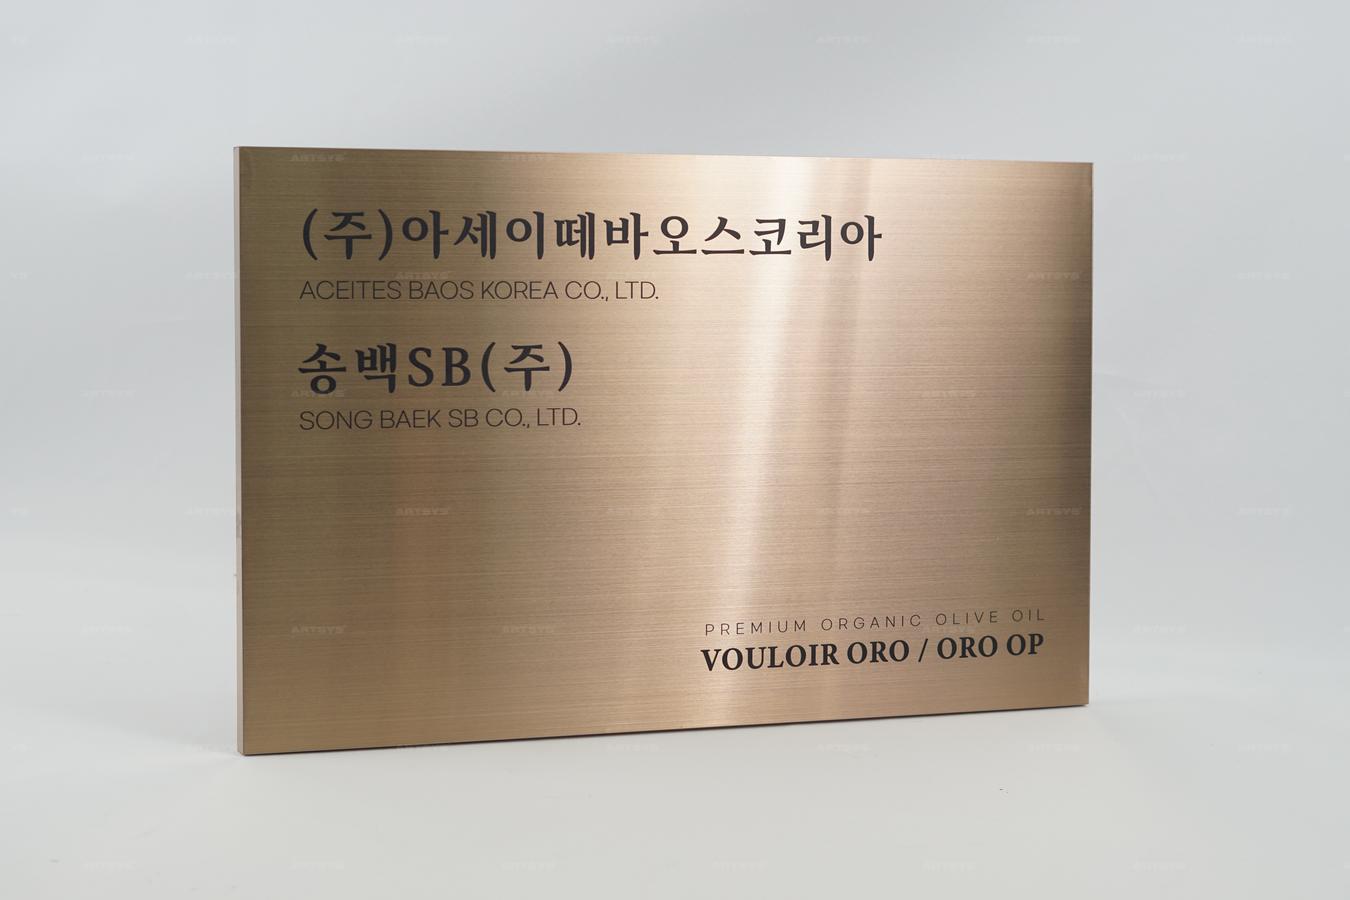 (주)아세이떼바오스코리아
ACEITES BAOS KOREA CO., LTD.
송백SB(주)
SONG BAEK SB CO., LTD.
PREMIUM ORGANIC OLIVE OIL
VOULOIR ORO / ORO OP
ARTSYS